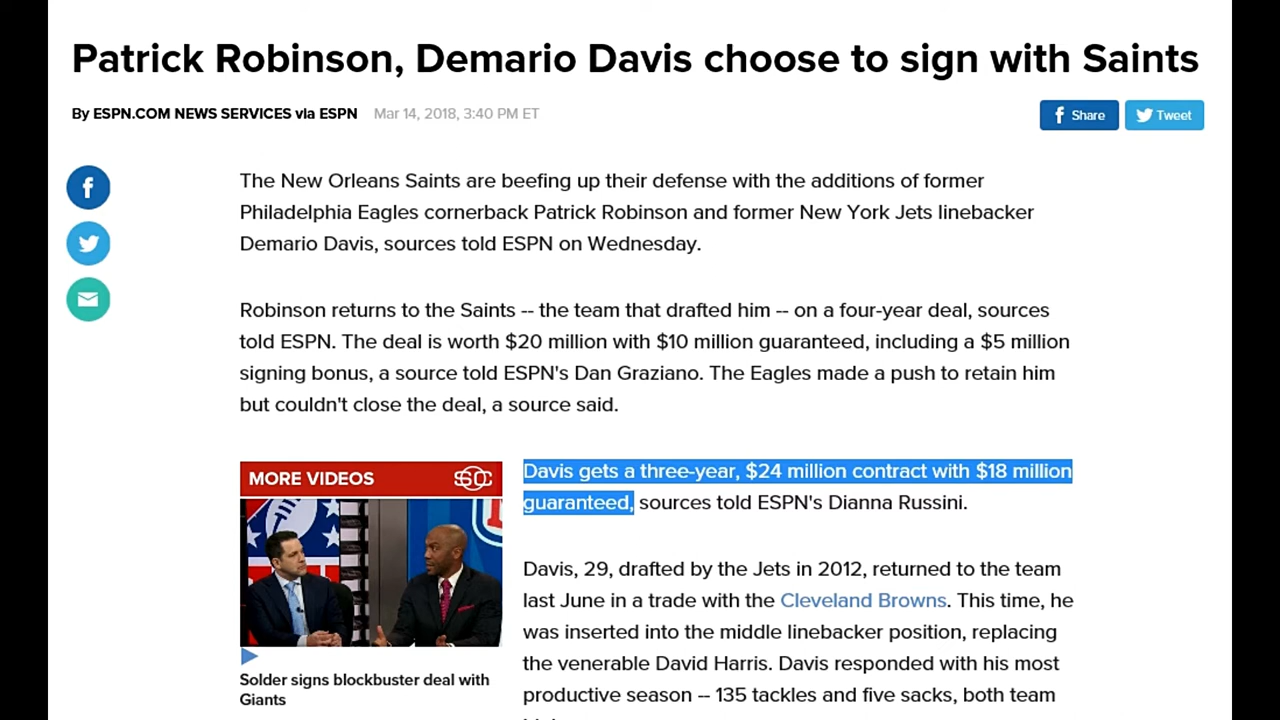 Patrick Robinson, Demario Davis choose to sign with Saints
By ESPN.COM NEWS SERVICES via ESPN Mar 14, 2018, 3:40 PM ET
Share Tweet
The New Orleans Saints are beefing up their defense with the additions of former
Philadelphia Eagles cornerback Patrick Robinson and former New York Jets linebacker
Demario Davis, sources told ESPN on Wednesday.
Robinson returns to the Saints -- the team that drafted him -- on a four-year deal, sources
told ESPN. The deal is worth $20 million with $10 million guaranteed, including a $5 million
signing bonus, a source told ESPN's Dan Graziano. The Eagles made a push to retain him
but couldn't close the deal, a source said.
MORE VIDEOS SC
Solder signs blockbuster deal with
Giants
Davis gets a three-year, $24 million contract with $18 million
guaranteed, sources told ESPN's Dianna Russini.
Davis, 29, drafted by the Jets in 2012, returned to the team
last June in a trade with the Cleveland Browns. This time, he
was inserted into the middle linebacker position, replacing
the venerable David Harris. Davis responded with his most
productive season -- 135 tackles and five sacks, both team